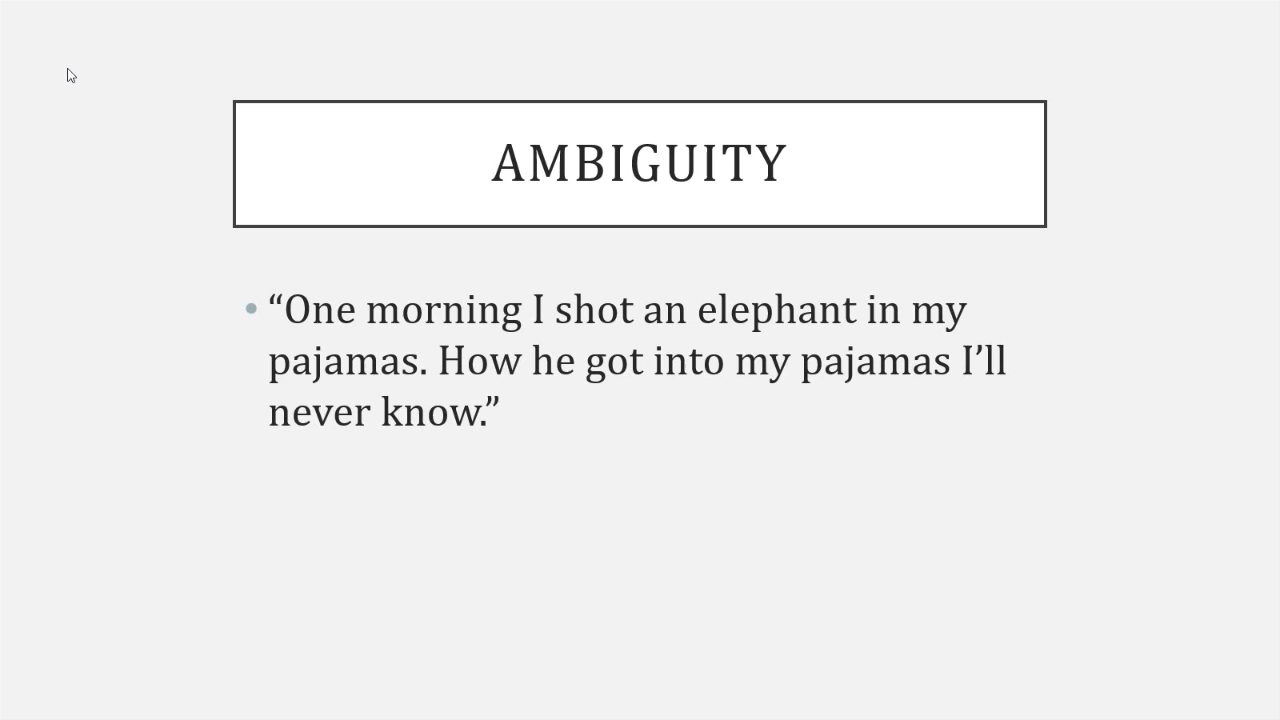 AMBIGUITY
• “One morning I shot an elephant in my
pajamas. How he got into my pajamas I’ll
never know.”